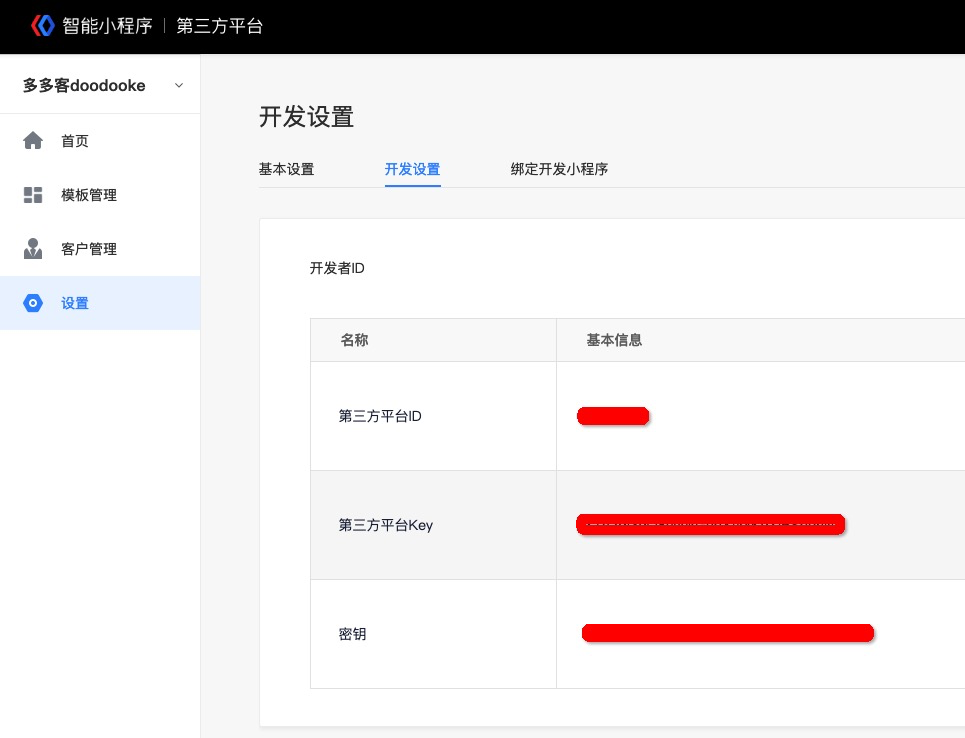 智能小程序 | 第三方平台
多多客doodooke
首页
模板管理
客户管理
设置
开发设置
基本设置 开发设置 绑定开发小程序
开发者ID
名称 基本信息
第三方平台ID
第三方平台Key
密钥